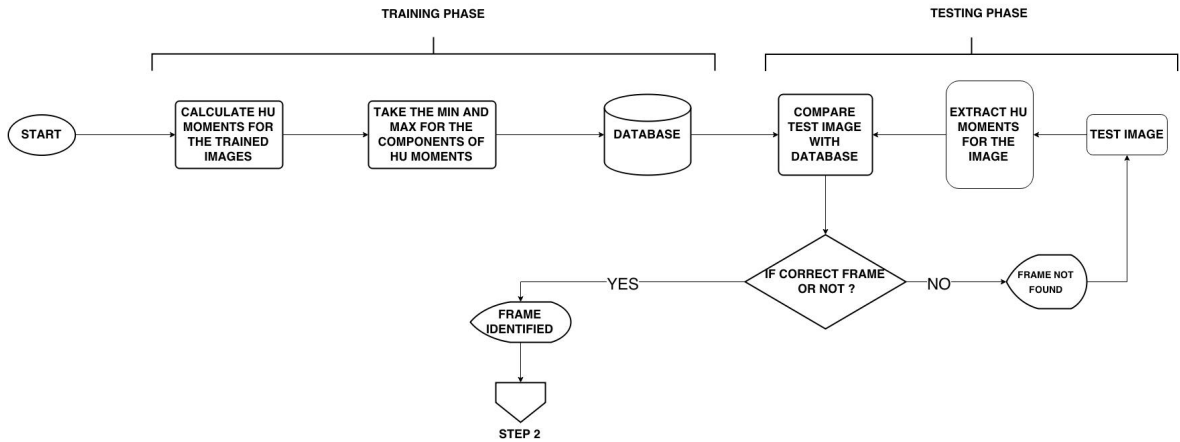 TRAINING PHASE
TESTING PHASE
START
CALCULATE HU
MOMENTS FOR
THE TRAINED
IMAGES
TAKE THE MIN AND
MAX FOR THE
COMPONENTS OF
HU MOMENTS
DATABASE
COMPARE
TEST IMAGE
WITH
DATABASE
EXTRACT HU
MOMENTS
FOR THE
IMAGE
TEST IMAGE
IF CORRECT FRAME
OR NOT ?
YES
NO
FRAME NOT
FOUND
FRAME
IDENTIFIED
STEP 2